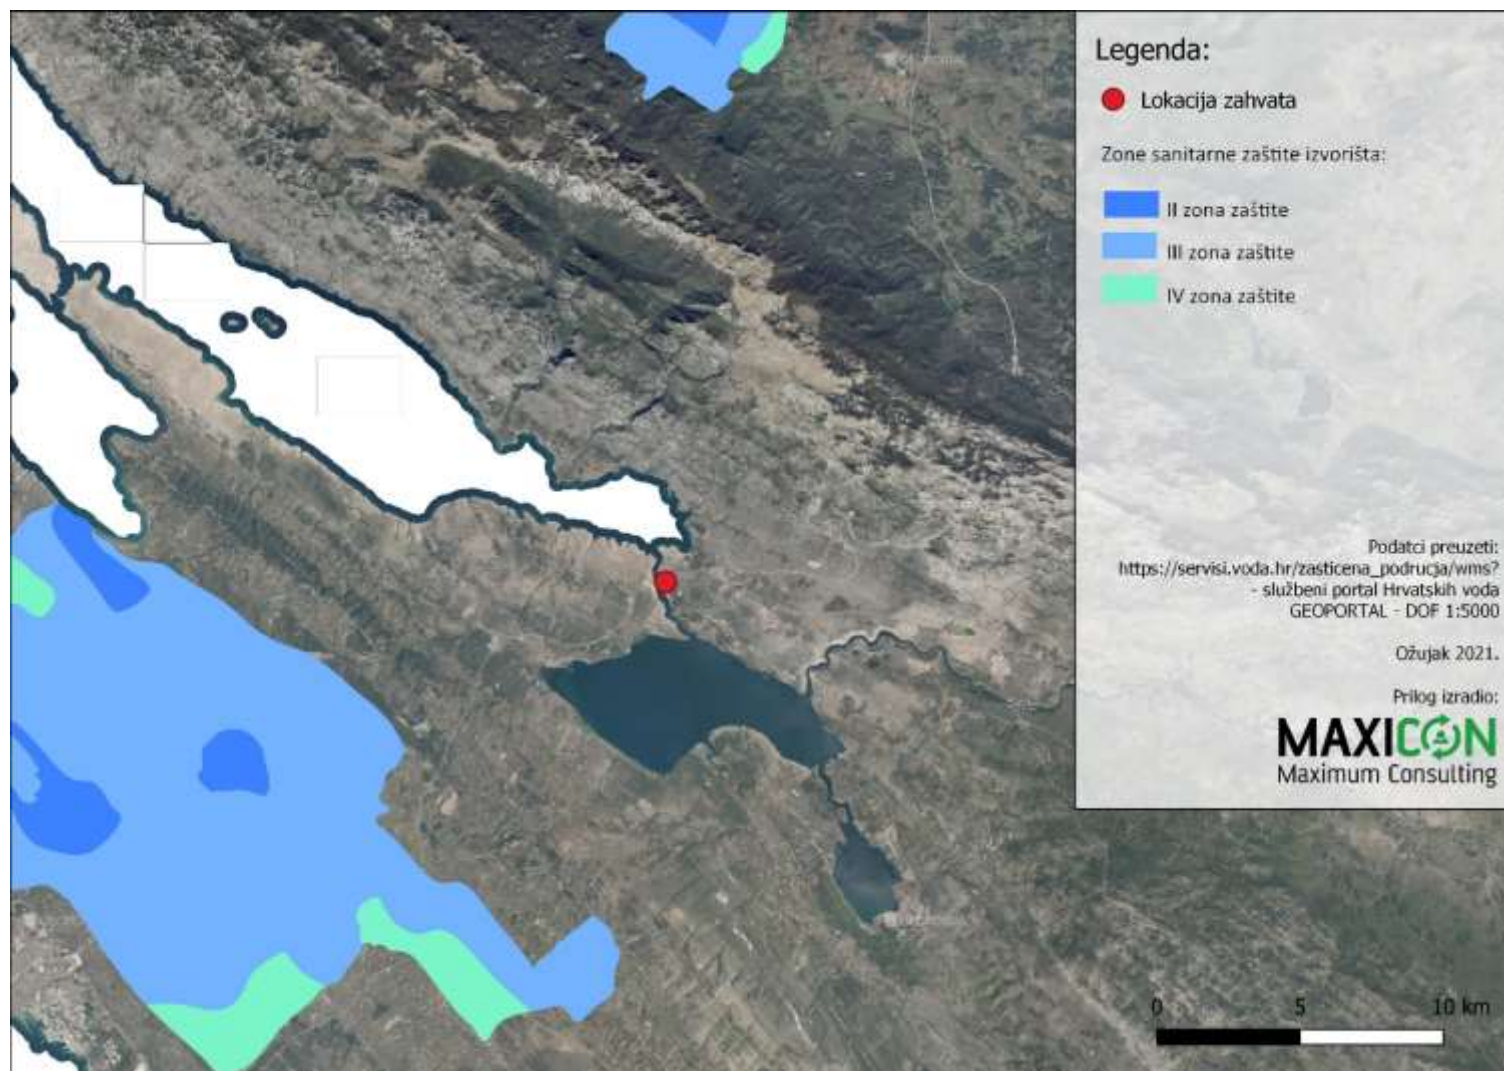 Legenda:
Lokacija zahvata
Zone sanitarne zaštite izvorišta:
II zona zaštite
III zona zaštite
IV zona zaštite
Podatci preuzeti:
https://servisi.voda.hr/zasticena_podrucja/wms?
- službeni portal Hrvatskih voda
GEOPORTAL - DOF 1:5000
Ožujak 2021.
Prilog izradio:
MAXICON
Maximum Consulting
0 5 10 km